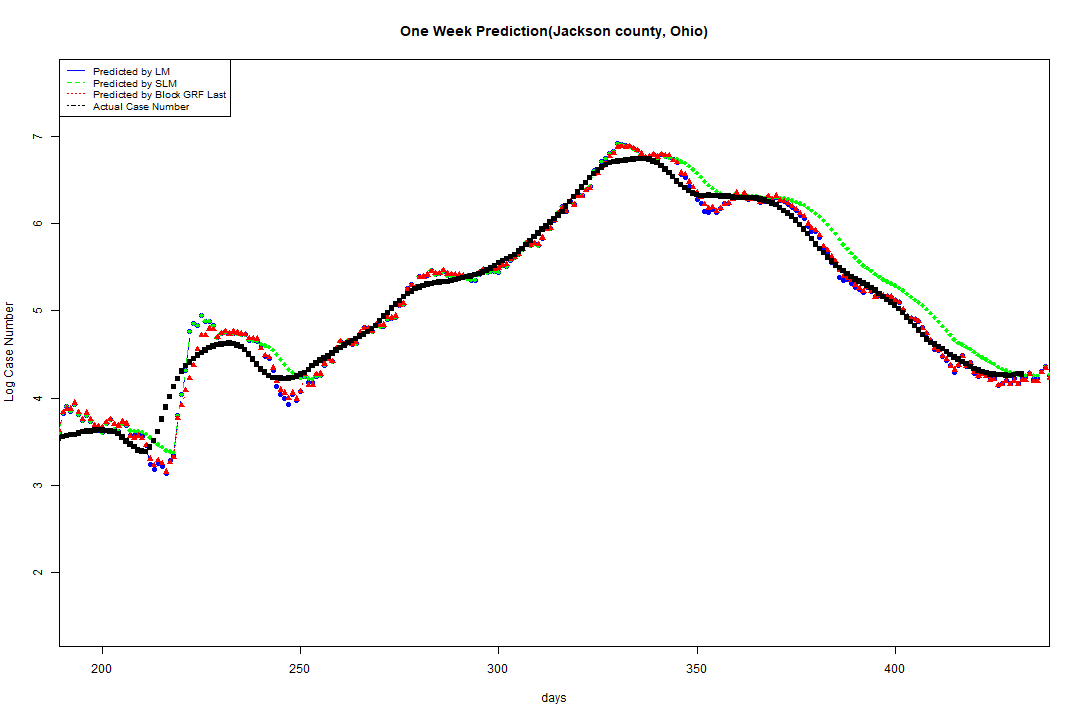 One Week Prediction(Jackson county, Ohio)
Predicted by LM
Predicted by SLM
Predicted by Block GRF Last
Actual Case Number
Log Case Number
7
6
5
4
3
2
200 250 300 350 400
days